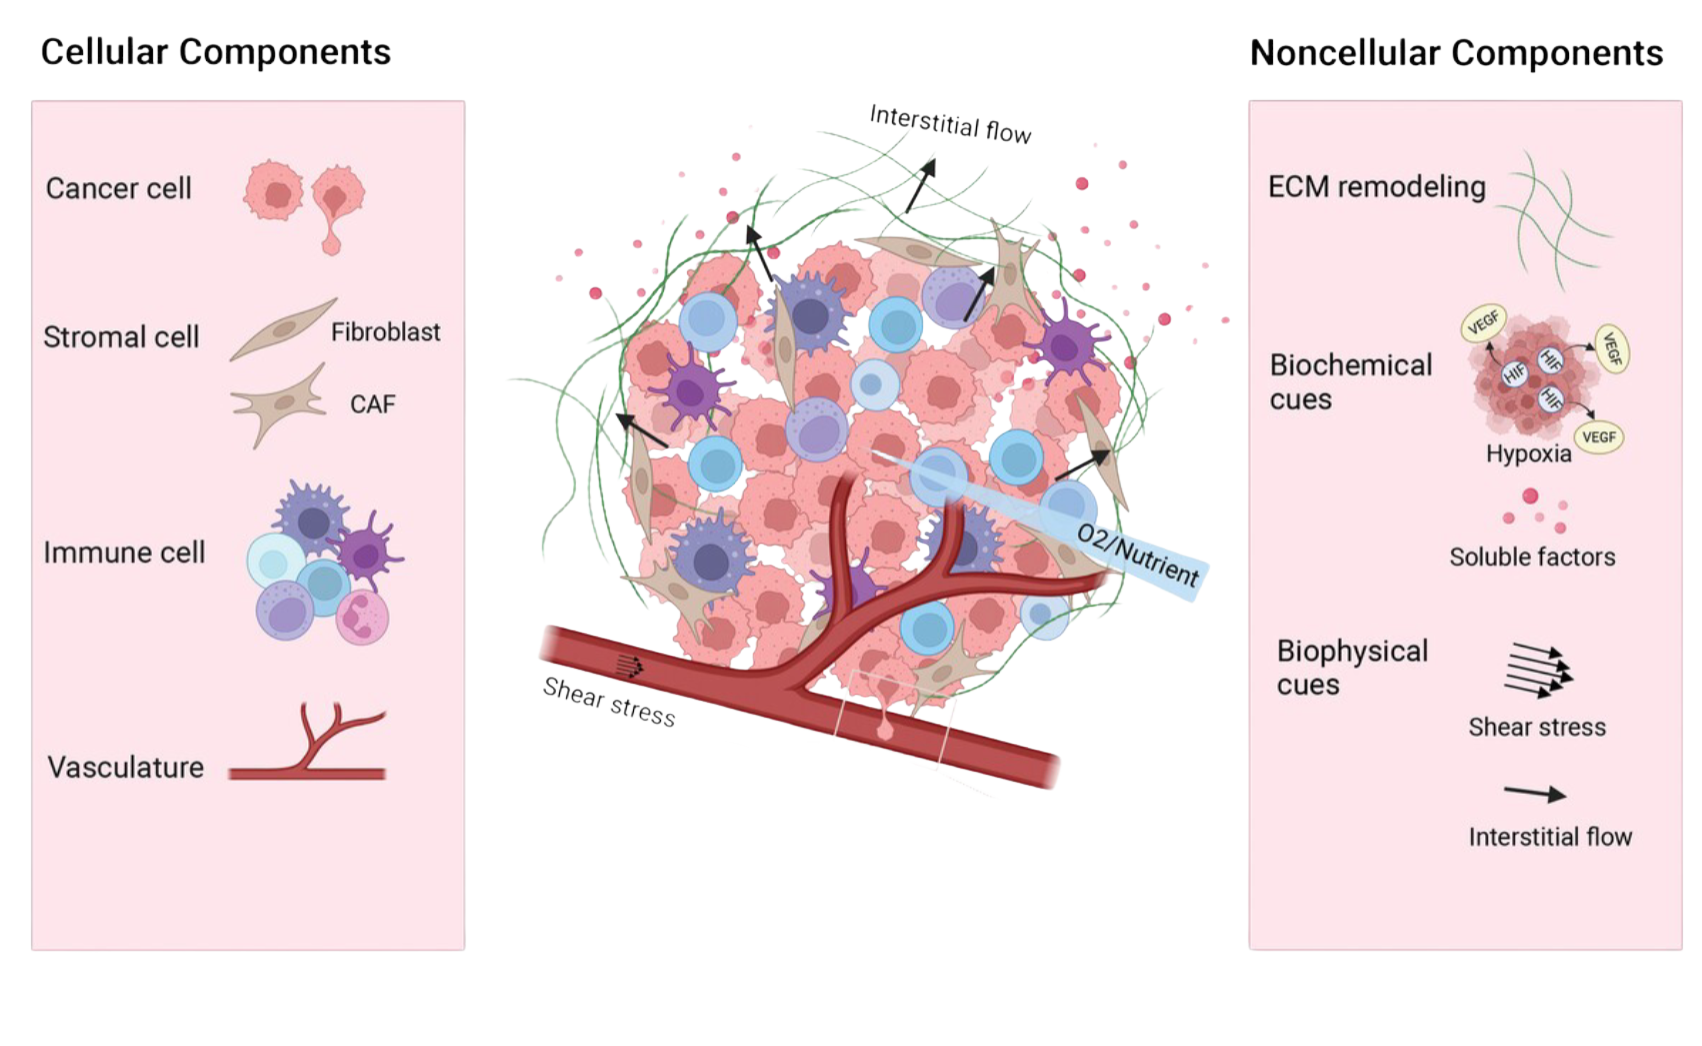 Cellular Components
Cancer cell
Stromal cell
Fibroblast
CAF
Immune cell
Vasculature
Interstitial flow
O2/Nutrient
Shear stress
Noncellular Components
ECM remodeling
Biochemical
cues
VEGF
VEGF
HIF
HIF
HIF
VEGF
Hypoxia
Soluble factors
Biophysical
cues
Shear stress
Interstitial flow